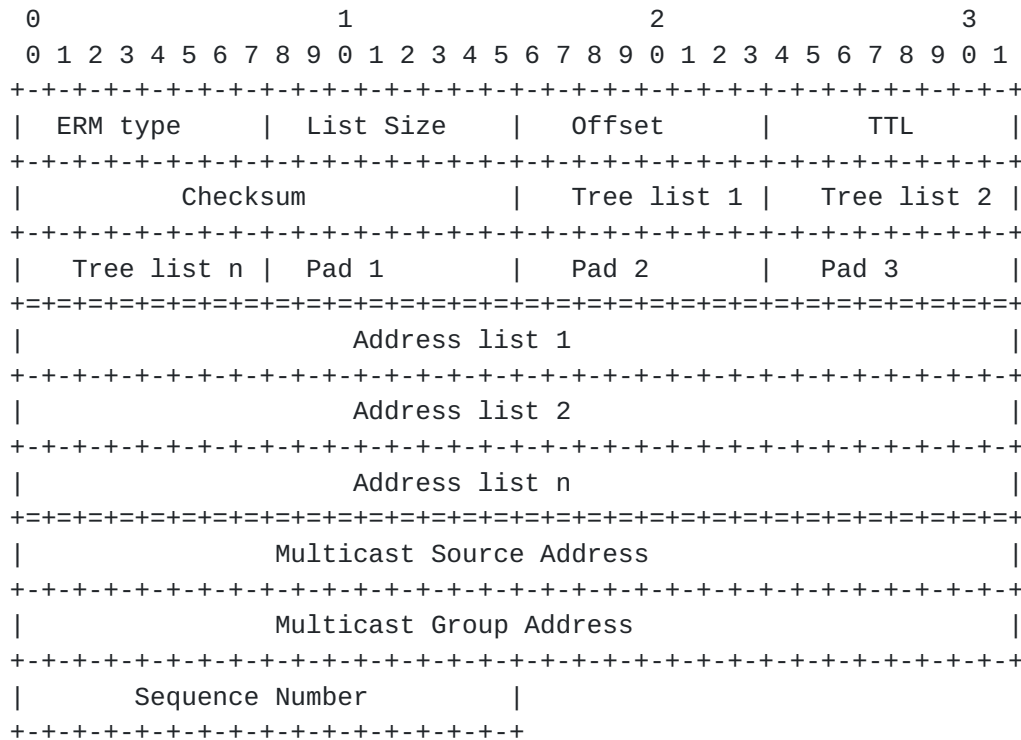 0                   1                   2                   3
 0 1 2 3 4 5 6 7 8 9 0 1 2 3 4 5 6 7 8 9 0 1 2 3 4 5 6 7 8 9 0 1
+-+-+-+-+-+-+-+-+-+-+-+-+-+-+-+-+-+-+-+-+-+-+-+-+-+-+-+-+-+-+-+-+
|  ERM type     |  List Size    |   Offset      |      TTL      |
+-+-+-+-+-+-+-+-+-+-+-+-+-+-+-+-+-+-+-+-+-+-+-+-+-+-+-+-+-+-+-+-+
|          Checksum             |   Tree list 1 |   Tree list 2 |
+-+-+-+-+-+-+-+-+-+-+-+-+-+-+-+-+-+-+-+-+-+-+-+-+-+-+-+-+-+-+-+-+
|   Tree list n |  Pad 1        |   Pad 2       |   Pad 3       |
+=+=+=+=+=+=+=+=+=+=+=+=+=+=+=+=+=+=+=+=+=+=+=+=+=+=+=+=+=+=+=+=+
|                     Address list 1                            |
+-+-+-+-+-+-+-+-+-+-+-+-+-+-+-+-+-+-+-+-+-+-+-+-+-+-+-+-+-+-+-+-+
|                     Address list 2                            |
+-+-+-+-+-+-+-+-+-+-+-+-+-+-+-+-+-+-+-+-+-+-+-+-+-+-+-+-+-+-+-+-+
|                     Address list n                            |
+=+=+=+=+=+=+=+=+=+=+=+=+=+=+=+=+=+=+=+=+=+=+=+=+=+=+=+=+=+=+=+=+
|                Multicast Source Address                       |
+-+-+-+-+-+-+-+-+-+-+-+-+-+-+-+-+-+-+-+-+-+-+-+-+-+-+-+-+-+-+-+-+
|                Multicast Group Address                        |
+-+-+-+-+-+-+-+-+-+-+-+-+-+-+-+-+-+-+-+-+-+-+-+-+-+-+-+-+-+-+-+-+
|       Sequence Number         |
+-+-+-+-+-+-+-+-+-+-+-+-+-+-+-+-+